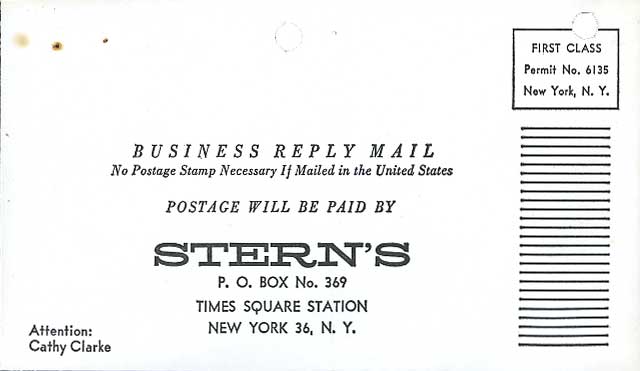 FIRST CLASS
Permit No. 6135
New York, N. Y.
BUSINESS REPLY MAIL
No Postage Stamp Necessary If Mailed in the United States
POSTAGE WILL BE PAID BY
STERN'S
P. O. BOX No. 369
TIMES SQUARE STATION
NEW YORK 36, N. Y.
Attention:
Cathy Clarke